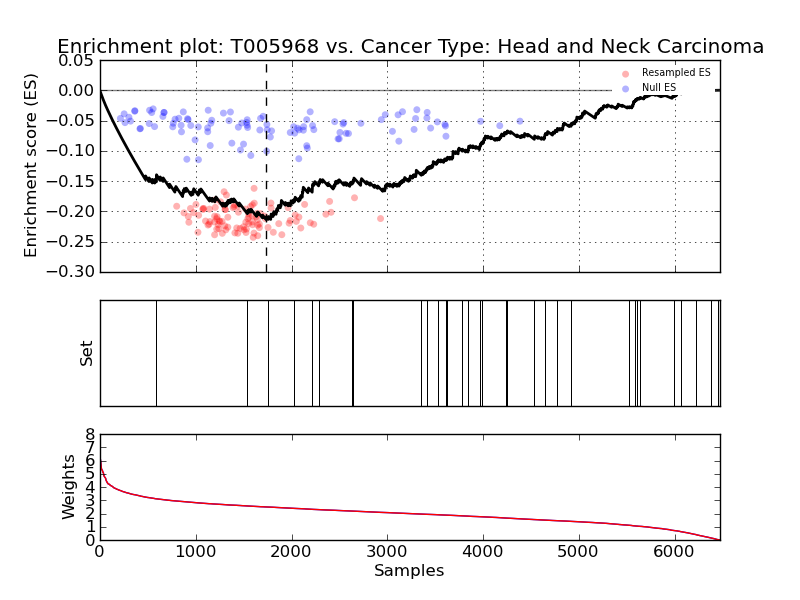 Enrichment plot: T005968 vs. Cancer Type: Head and Neck Carcinoma
0.05
0.00
−0.05
−0.10
−0.15
−0.20
−0.25
−0.30
Enrichment score (ES)
Resampled ES
Null ES
Set
8
7
6
5
4
3
2
1
0
Weights
0 1000 2000 3000 4000 5000 6000
Samples